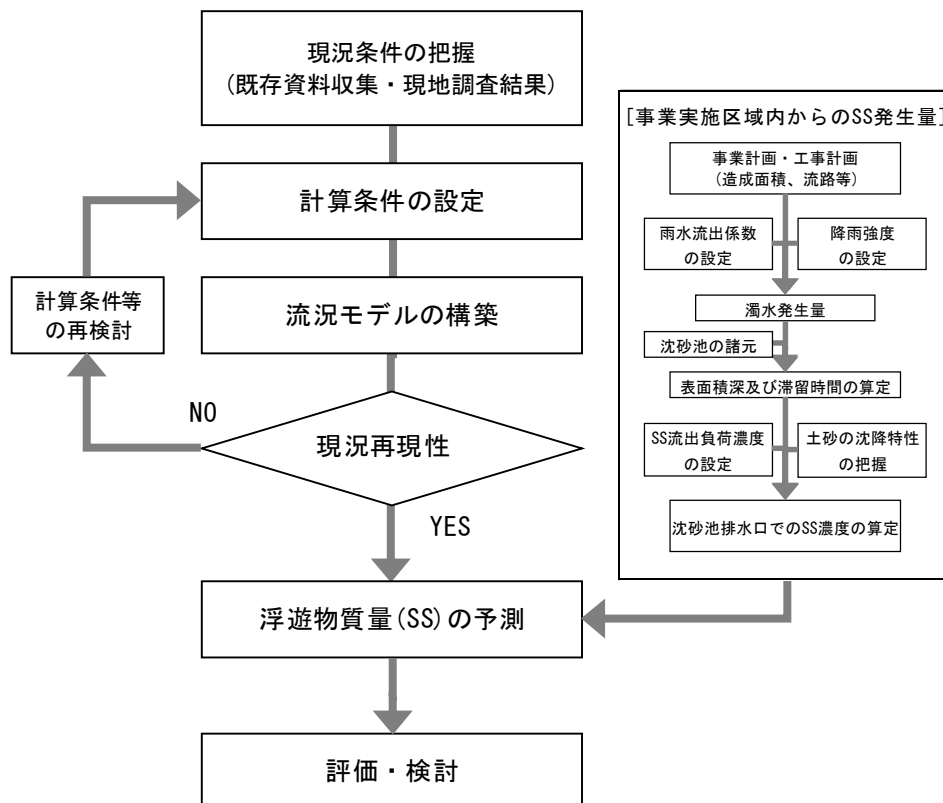 現況条件の把握
(既存資料収集・現地調査結果)
計算条件の設定
流況モデルの構築
計算条件等
の再検討
NO
現況再現性
YES
浮遊物質量(SS)の予測
評価・検討
[事業実施区域内からのSS発生量]
事業計画・工事計画
(造成面積、流路等)
雨水流出係数
の設定
降雨強度
の設定
濁水発生量
沈砂池の諸元
表面積深及び滞留時間の算定
SS流出負荷濃度
の設定
土砂の沈降特性
の把握
沈砂池排水口でのSS濃度の算定